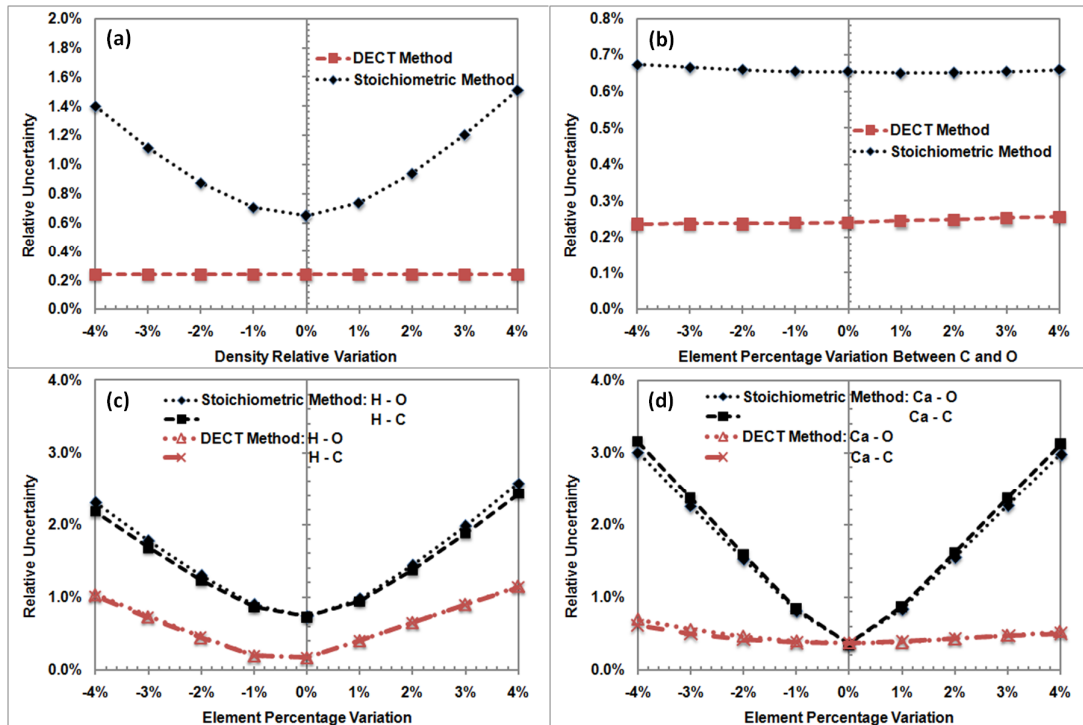 (a)
2.0%
1.8%
1.6%
1.4%
1.2%
1.0%
0.8%
0.6%
0.4%
0.2%
0.0%
Relative Uncertainty
DECT Method
Stoichiometric Method
-4% -3% -2% -1% 0% 1% 2% 3% 4%
Density Relative Variation
(b)
0.8%
0.7%
0.6%
0.5%
0.4%
0.3%
0.2%
0.1%
0.0%
Relative Uncertainty
DECT Method
Stoichiometric Method
-4% -3% -2% -1% 0% 1% 2% 3% 4%
Element Percentage Variation Between C and O
(c)
4.0%
3.0%
2.0%
1.0%
0.0%
Relative Uncertainty
Stoichiometric Method: H - O
H - C
DECT Method: H - O
H - C
-4% -3% -2% -1% 0% 1% 2% 3% 4%
Element Percentage Variation
(d)
4.0%
3.0%
2.0%
1.0%
0.0%
Relative Uncertainty
Stoichiometric Method: Ca - O
Ca - C
DECT Method: Ca - O
Ca - C
-4% -3% -2% -1% 0% 1% 2% 3% 4%
Element Percentage Variation